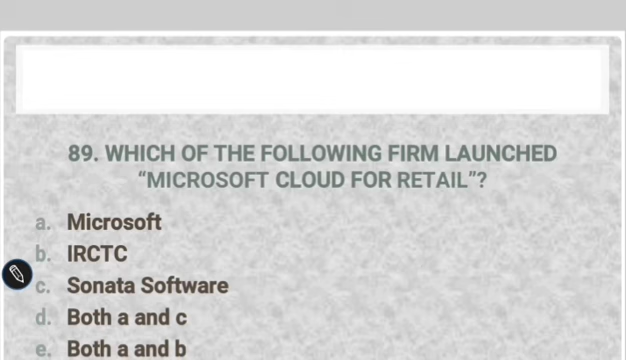 89. WHICH OF THE FOLLOWING FIRM LAUNCHED
“MICROSOFT CLOUD FOR RETAIL”?
a. Microsoft
b. IRCTC
c. Sonata Software
d. Both a and c
e. Both a and b